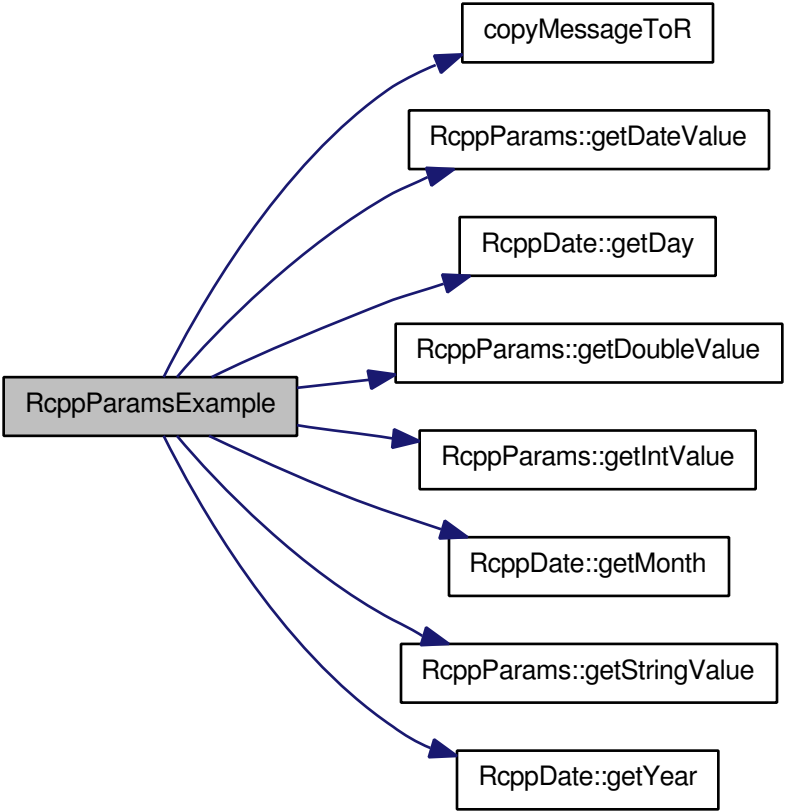 copyMessageToR
RcppParams::getDateValue
RcppDate::getDay
RcppParams::getDoubleValue
RcppParamsExample
RcppParams::getIntValue
RcppDate::getMonth
RcppParams::getStringValue
RcppDate::getYear